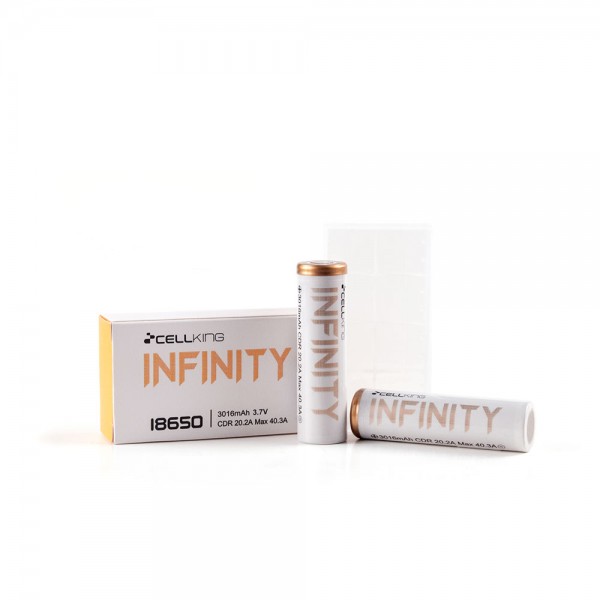 CELLKING
INFINITY
18650
3016mAh 3.7V
CDR 20.2A Max 40.3A
CELLKING
INFINITY
3016mAh CDR 20.2A Max 40.3A
CELLKING
INFINITY
3016mAh CDR 20.2A Max 40.3A